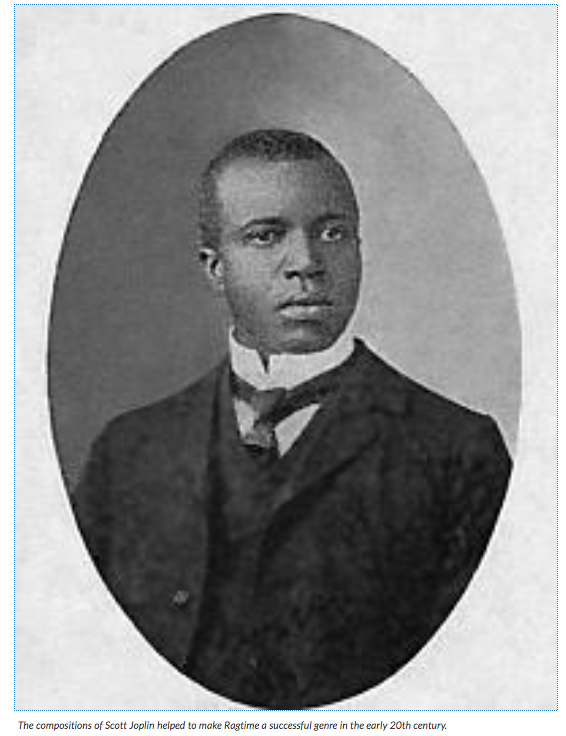 The compositions of Scott Joplin helped to make Ragtime a successful genre in the early 20th century.